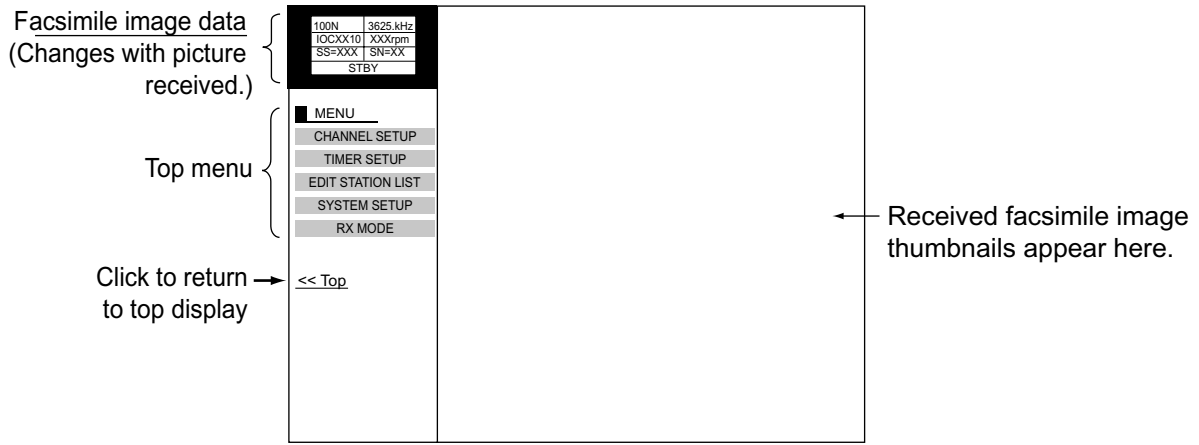 Facsimile image data
(Changes with picture
received.)
100N 3625.kHz
IOCXX10 XXXrpm
SS=XXX SN=XX
STBY
Top menu
MENU
CHANNEL SETUP
TIMER SETUP
EDIT STATION LIST
SYSTEM SETUP
RX MODE
Click to return
to top display
<< Top
Received facsimile image
thumbnails appear here.